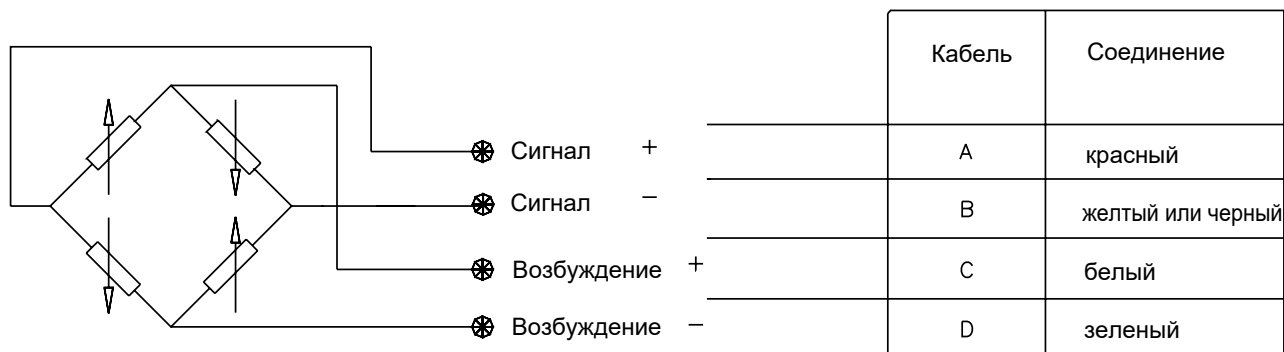 Кабель Соединение
Сигнал + A красный
Сигнал − B желтый или черный
Возбуждение + C белый
Возбуждение − D зеленый